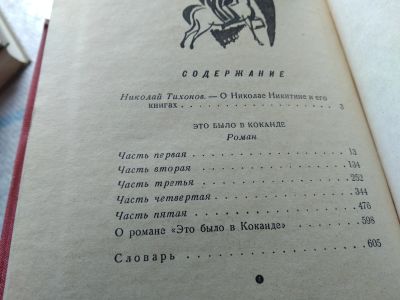 СОДЕРЖАНИЕ
Николай Тихонов. — О Николае Никитине и его
книгах . . . . . . . . . . . . . . . . 3
ЭТО БЫЛО В КОКАНДЕ
Роман
Часть первая . . . . . . . . . . . . . . . . 13
Часть вторая . . . . . . . . . . . . . . . . 134
Часть третья . . . . . . . . . . . . . . . . 252
Часть четвертая . . . . . . . . . . . . . . . 344
Часть пятая . . . . . . . . . . . . . . . . 476
О романе «Это было в Коканде» . . . . . . . . 598
Словарь . . . . . . . . . . . . . . . . 605